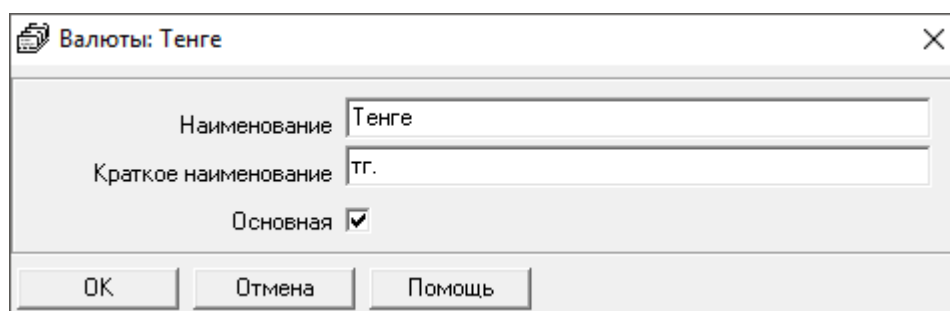 Валюты: Тенге
Наименование Тенге
Краткое наименование тг.
Основная
ОК Отмена Помощь